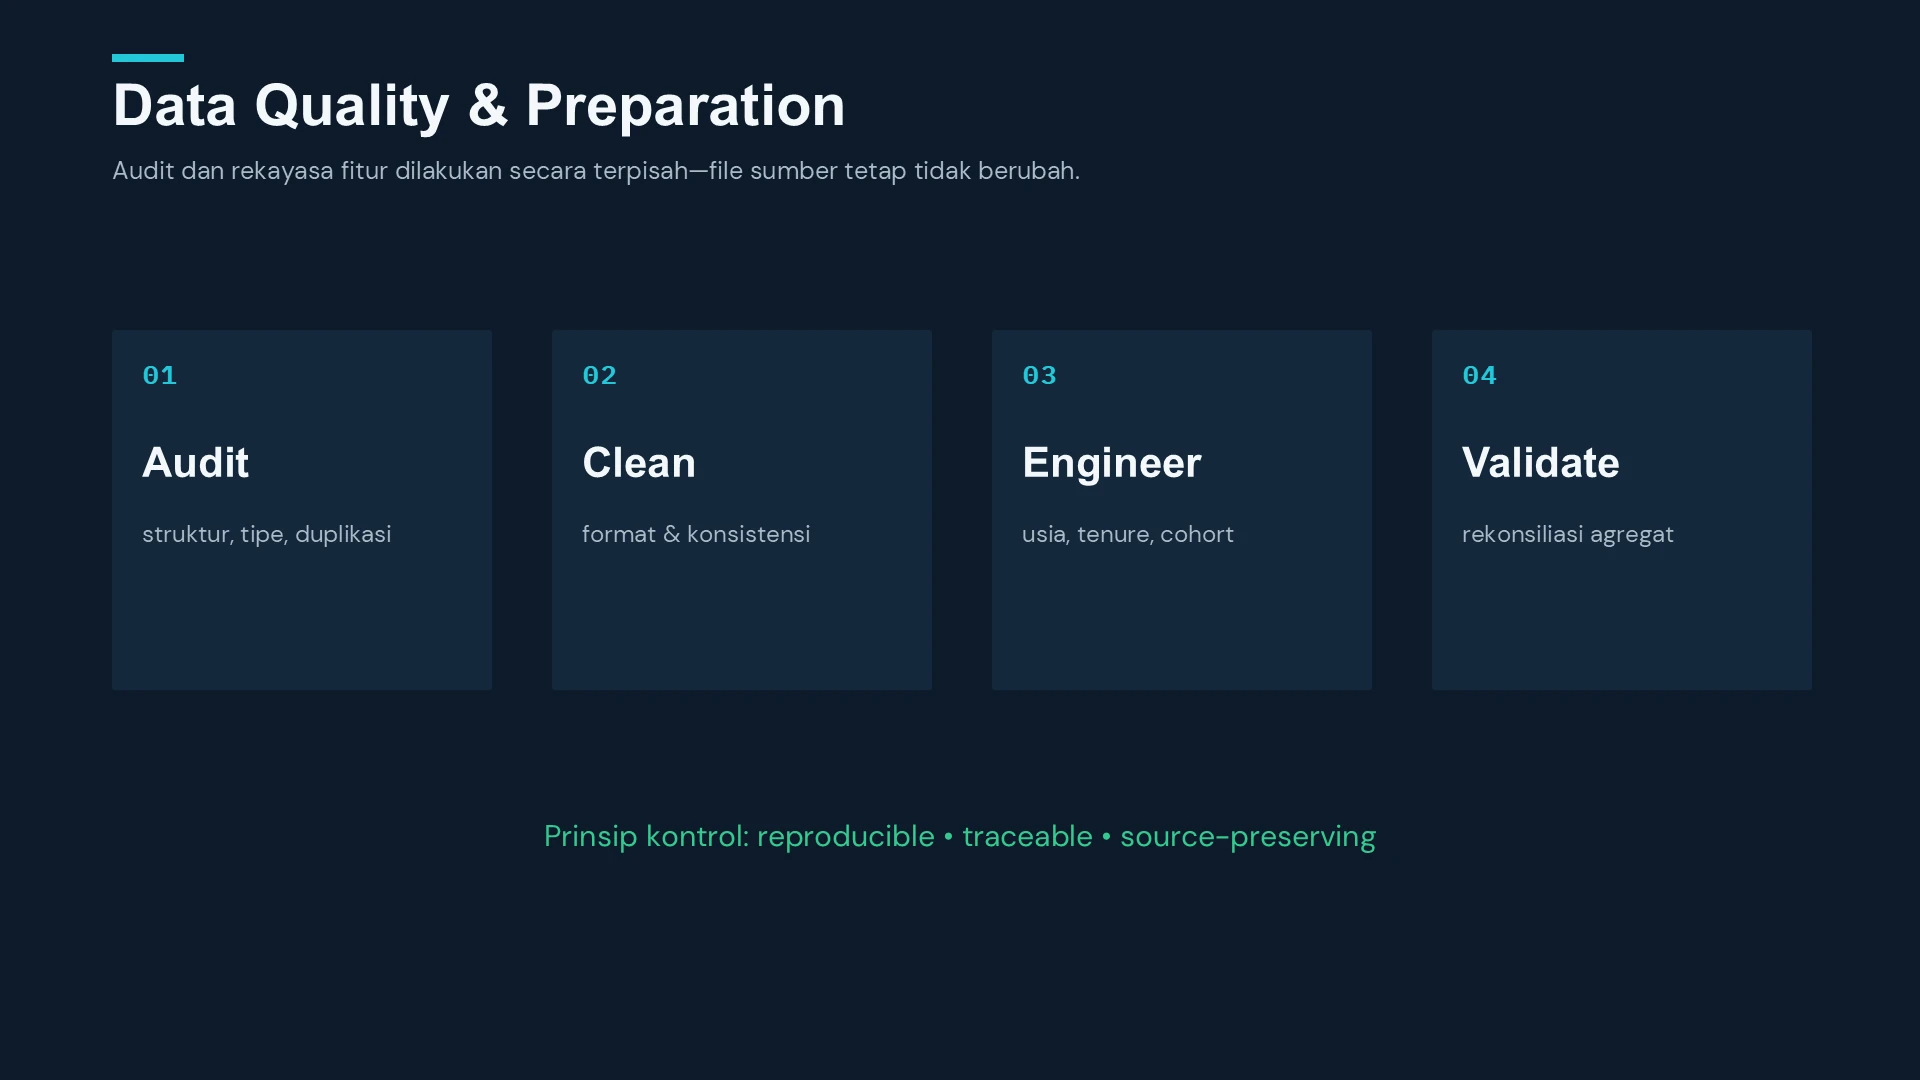 Data Quality & Preparation
Audit dan rekayasa fitur dilakukan secara terpisah—file sumber tetap tidak berubah.
01
Audit
struktur, tipe, duplikasi
02
Clean
format & konsistensi
03
Engineer
usia, tenure, cohort
04
Validate
rekonsiliasi agregat
Prinsip kontrol: reproducible • traceable • source-preserving